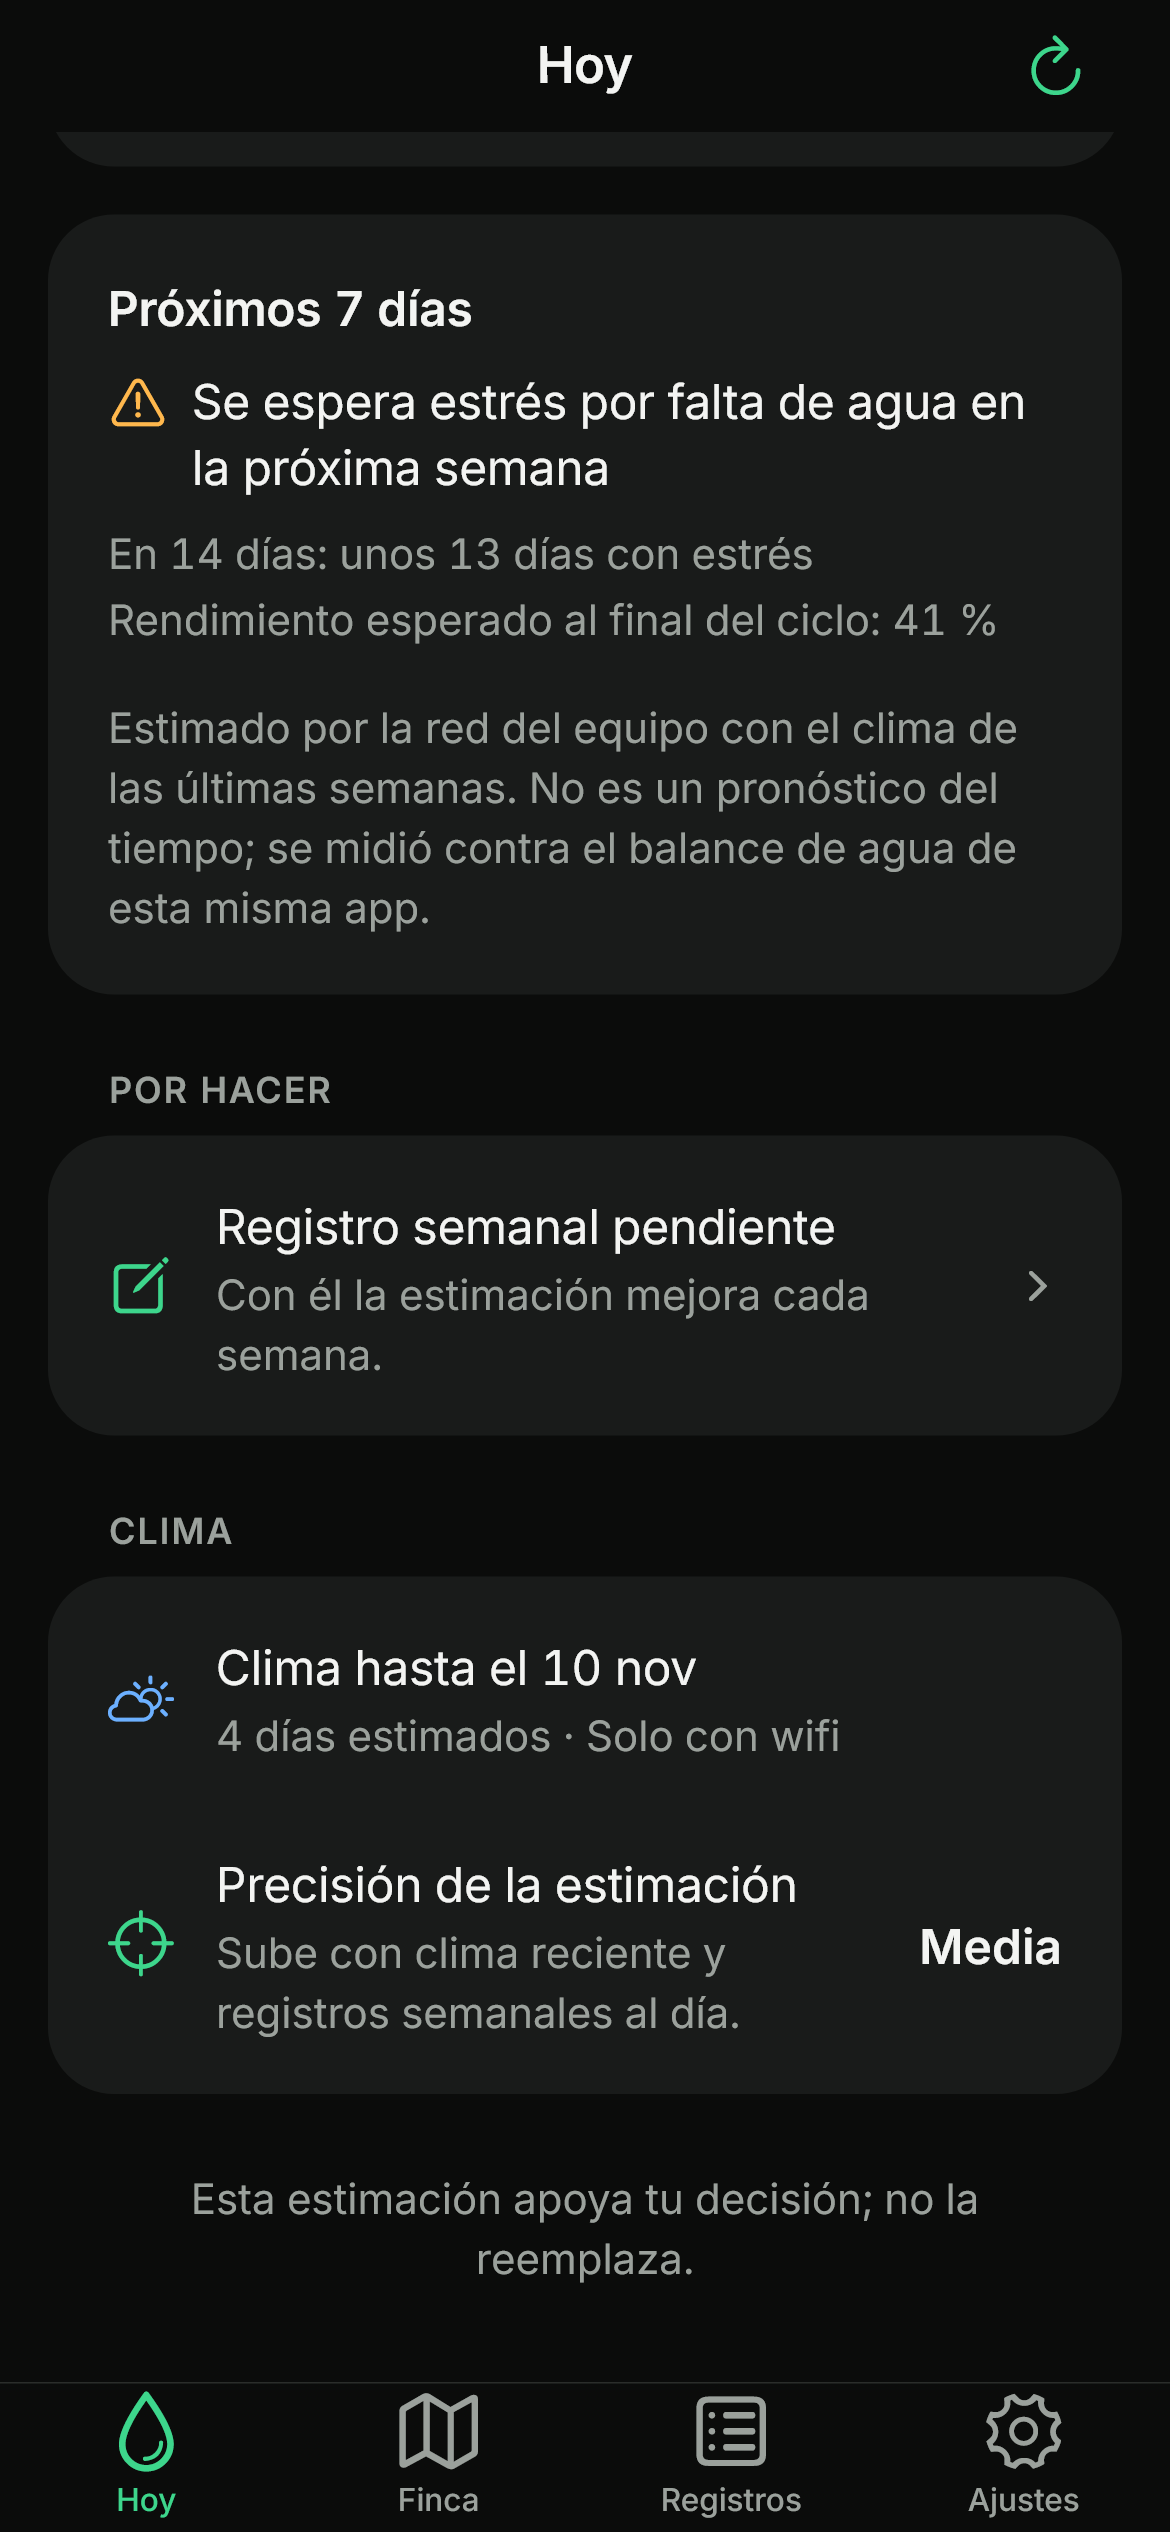 Hoy
Próximos 7 días
Se espera estrés por falta de agua en
la próxima semana
En 14 días: unos 13 días con estrés
Rendimiento esperado al final del ciclo: 41 %
Estimado por la red del equipo con el clima de
las últimas semanas. No es un pronóstico del
tiempo; se midió contra el balance de agua de
esta misma app.
POR HACER
Registro semanal pendiente
Con él la estimación mejora cada
semana.
CLIMA
Clima hasta el 10 nov
4 días estimados · Solo con wifi
Precisión de la estimación
Sube con clima reciente y
registros semanales al día.
Media
Esta estimación apoya tu decisión; no la
reemplaza.
Hoy
Finca
Registros
Ajustes